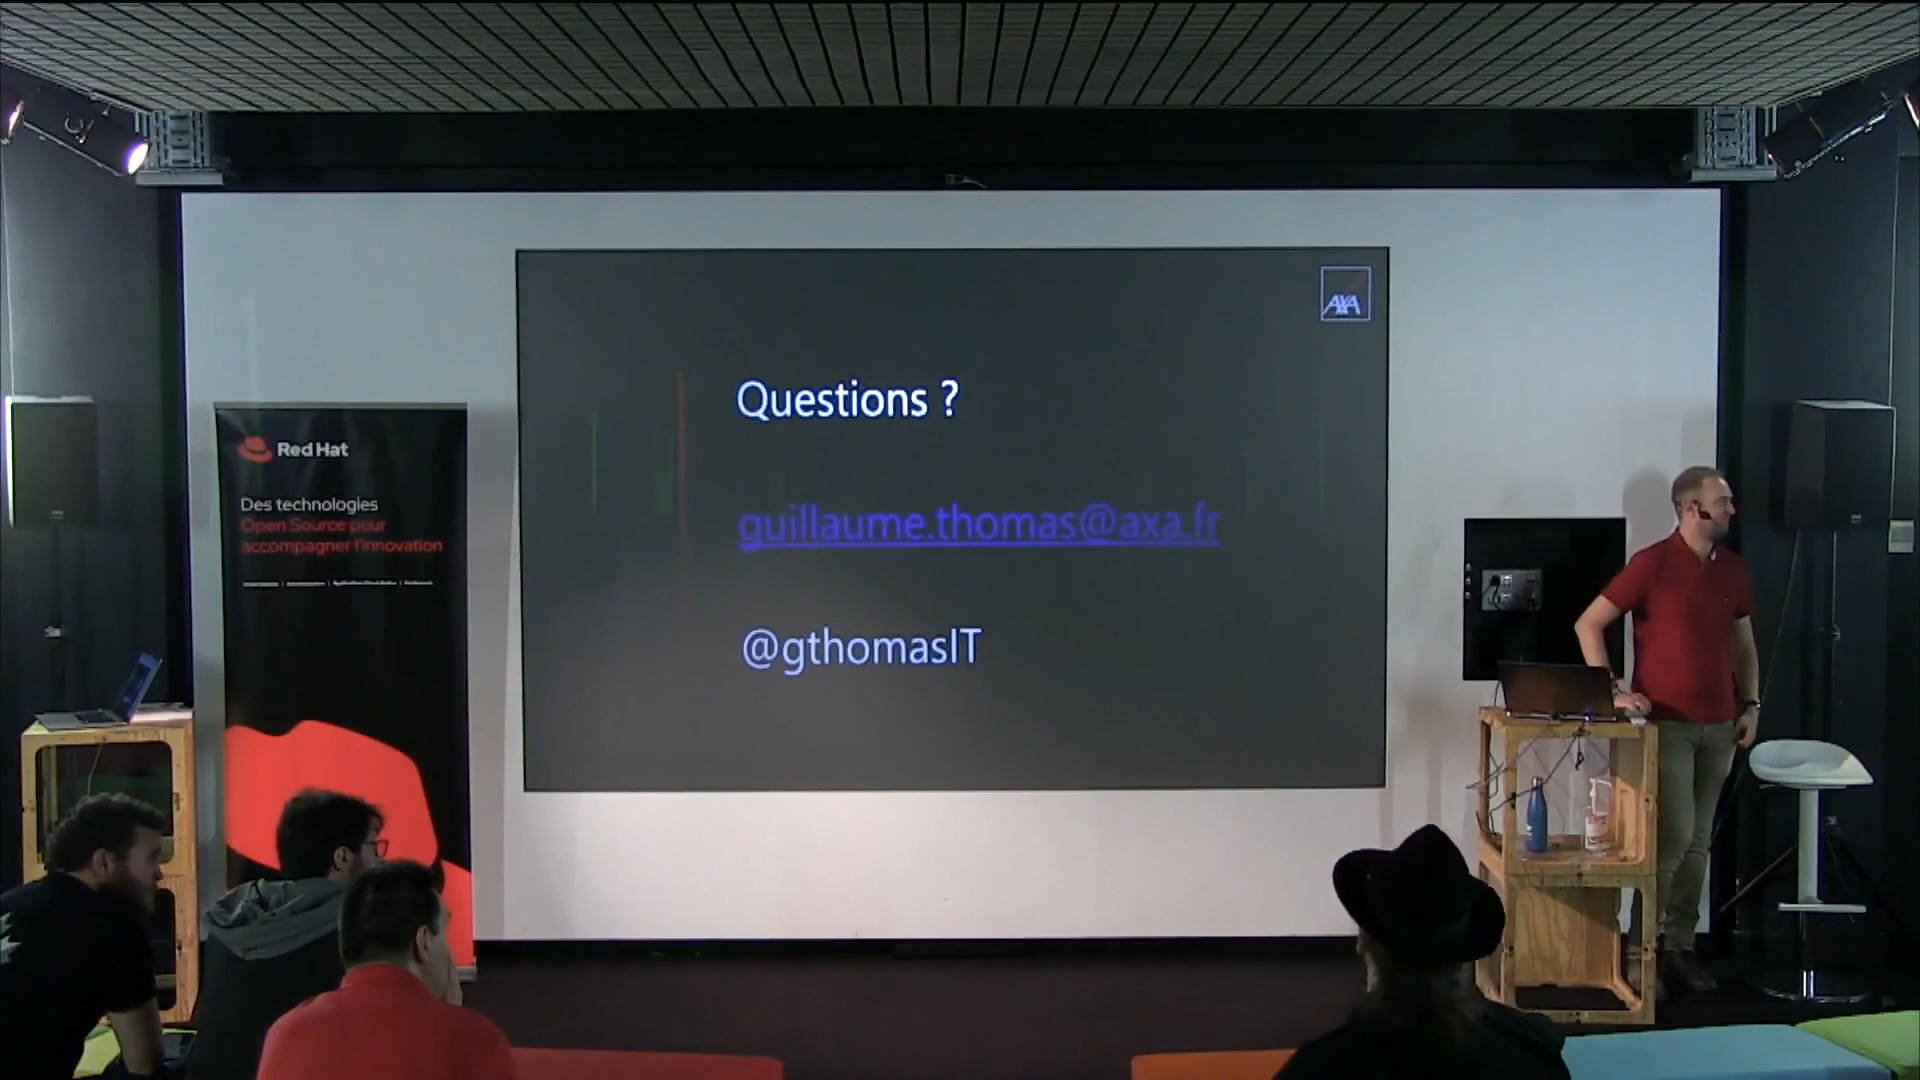 AXA
Questions ?
guillaume.thomas@axa.fr
@gthomasIT
Red Hat
Des technologies
Open Source pour
accompagner l'innovation